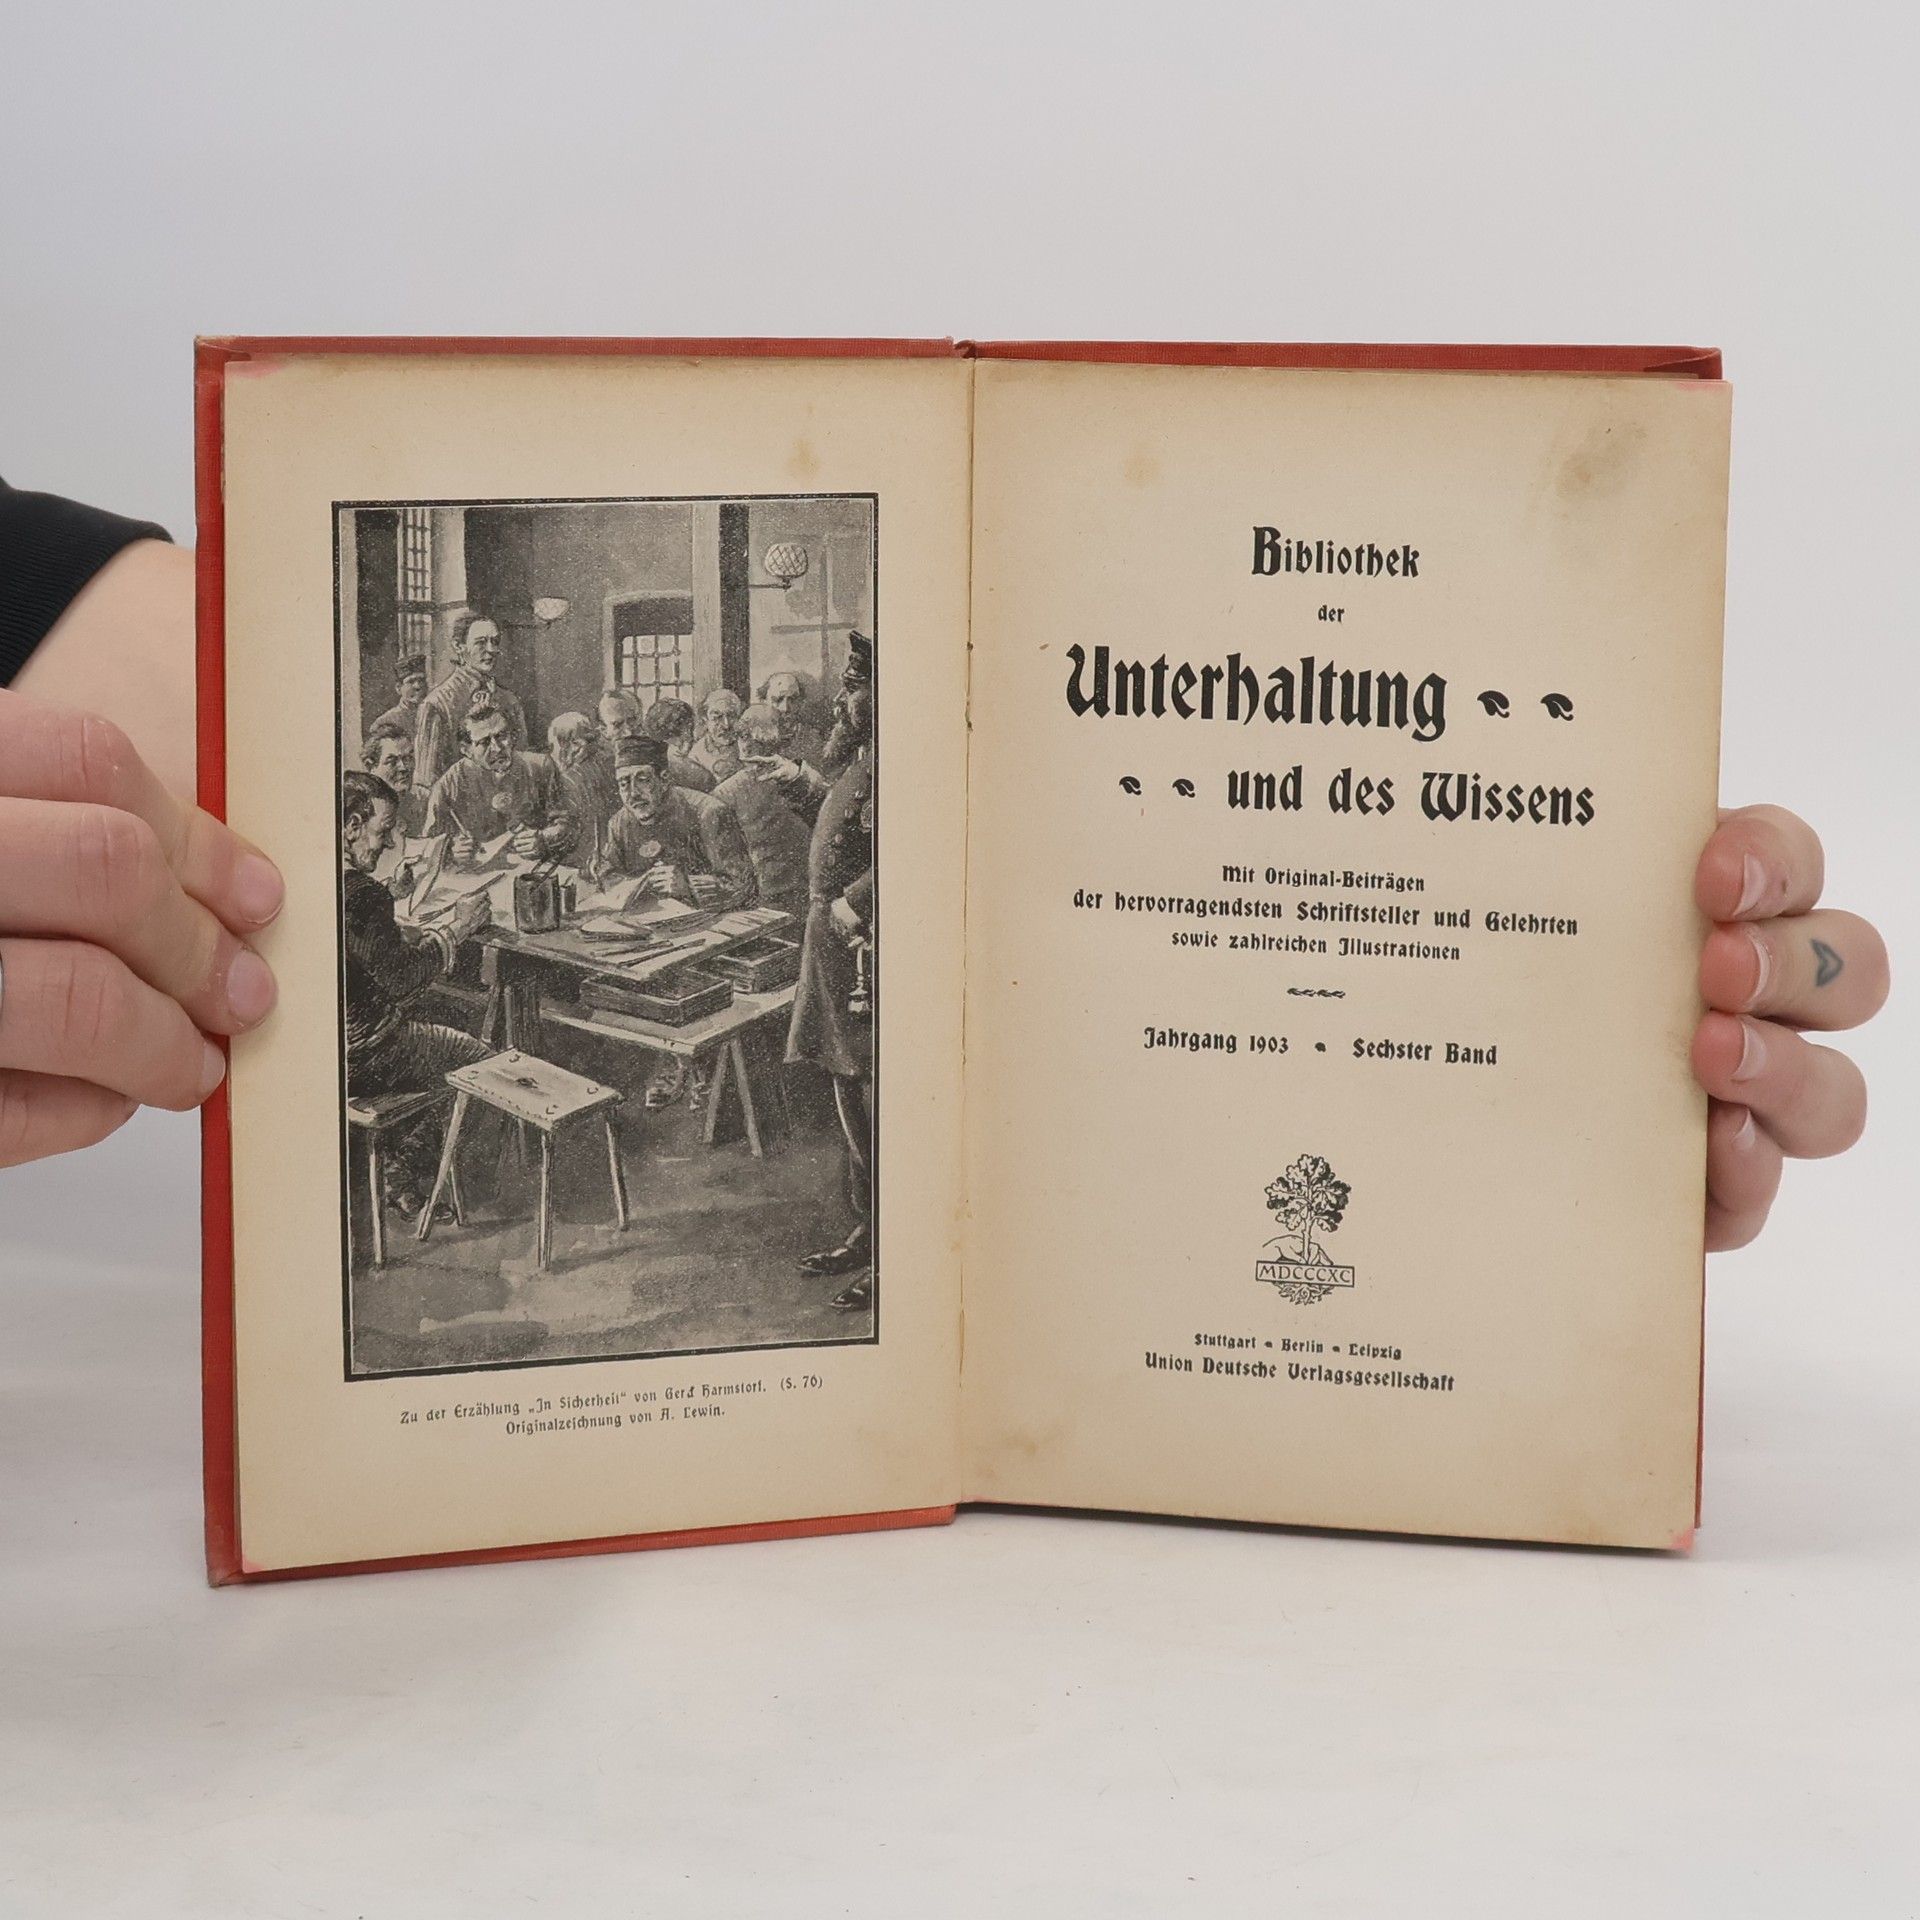 Zu der Erzählung „In Sicherheit“ von Gerd Harmstorf. (S. 76)
Originalzeichnung von A. Lewin.
Bibliothek
der
Unterhaltung
und des Wissens
Mit Original-Beiträgen
der hervorragendsten Schriftsteller und Gelehrten
sowie zahlreichen Illustrationen
Jahrgang 1903 • Sechster Band
MDCCCXC
Stuttgart • Berlin • Leipzig
Union Deutsche Verlagsgesellschaft